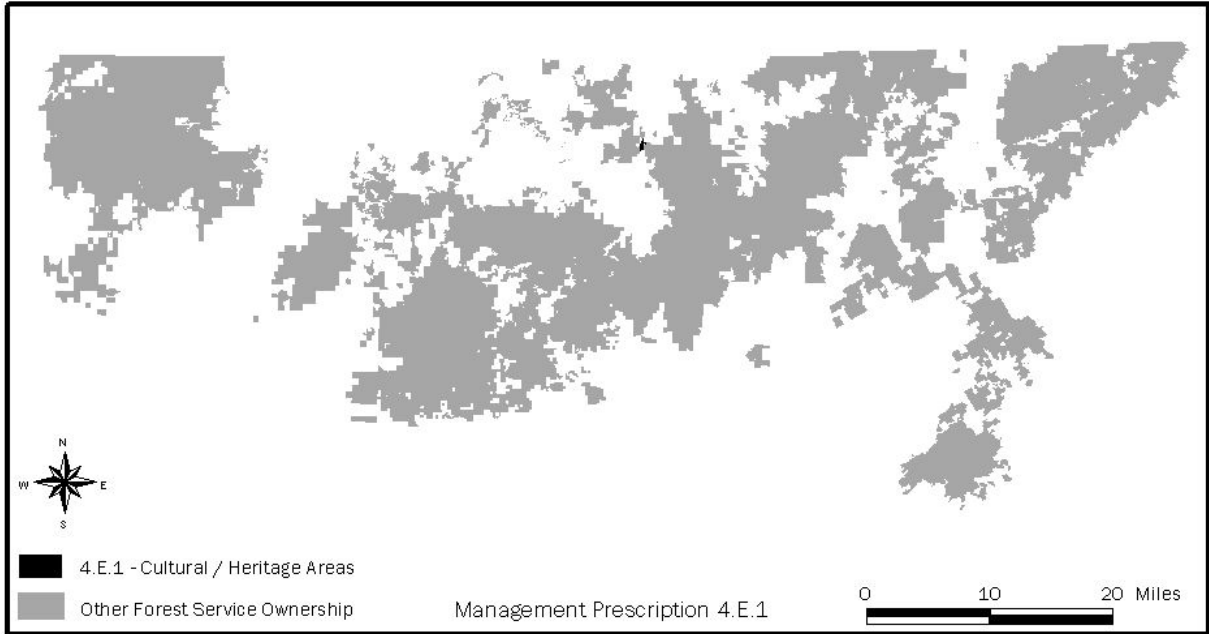 N
W E
S
4.E.1 - Cultural / Heritage Areas
Other Forest Service Ownership
Management Prescription 4.E.1
0 10 20 Miles